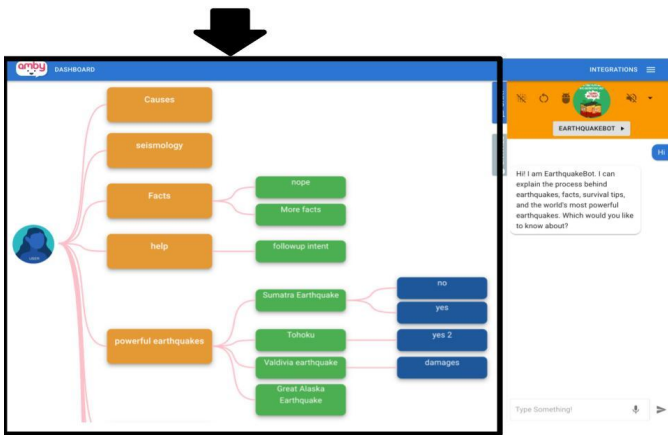 amby
DASHBOARD
INTEGRATIONS
Causes
seismology
Facts
nope
More facts
help
followup intent
powerful earthquakes
Sumatra Earthquake
no
yes
Tohoku
yes 2
Valdivia earthquake
damages
Great Alaska
Earthquake
EARTHQUAKEBOT
Hi
Hi! I am EarthquakeBot. I can
explain the process behind
earthquakes, facts, survival tips,
and the world's most powerful
earthquakes. Which would you like
to know about?
Type Something!